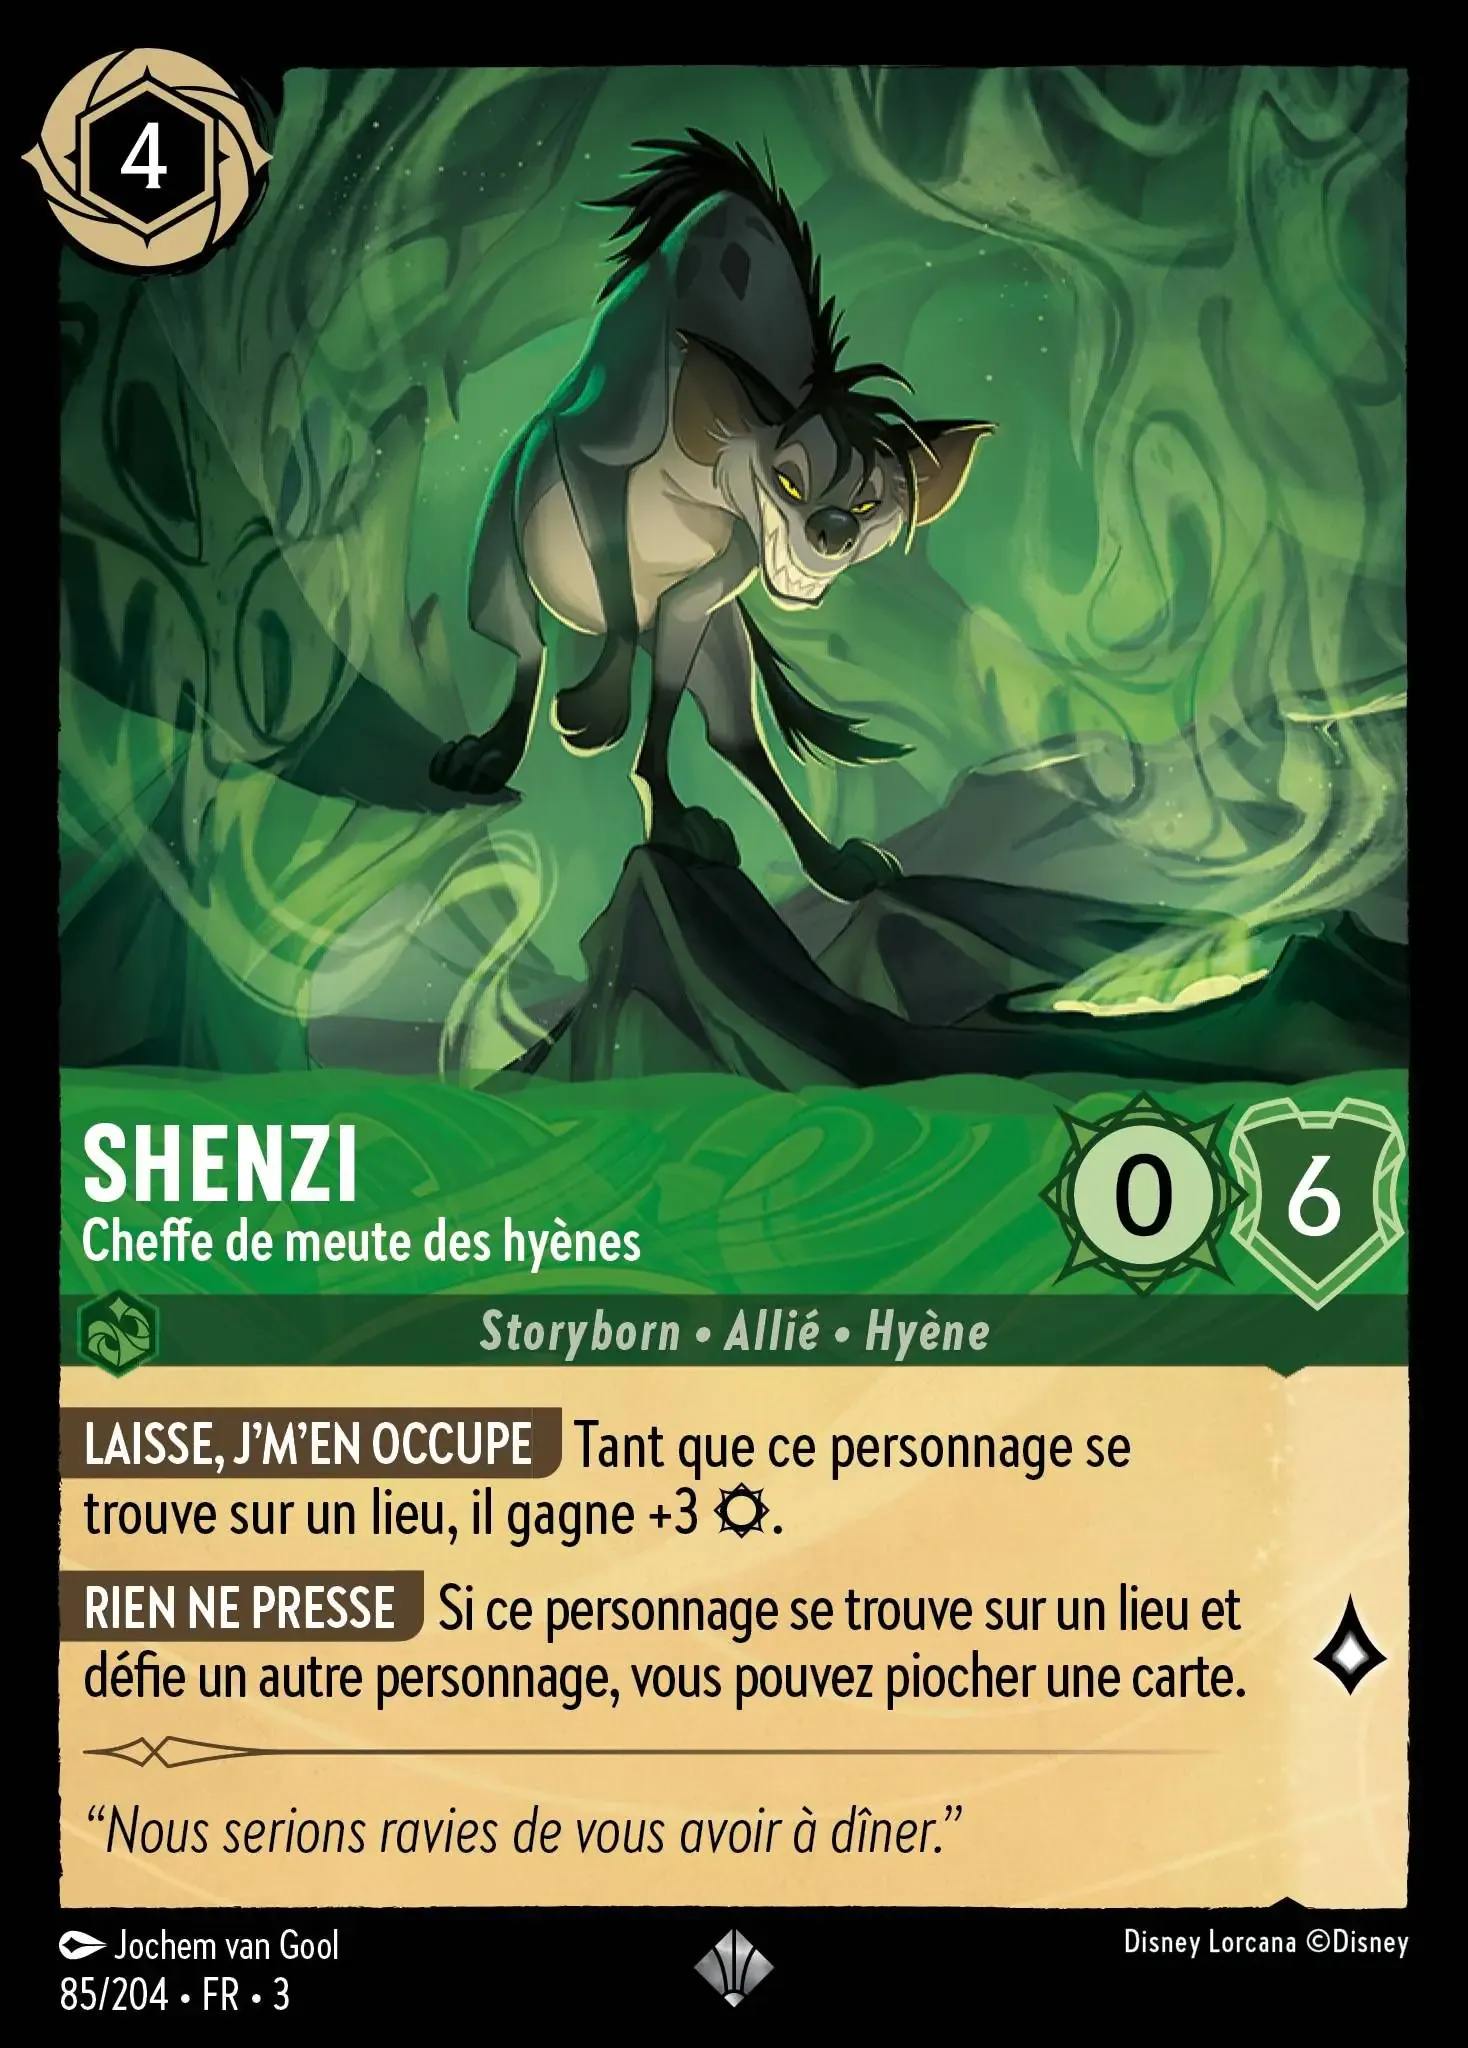 4
SHENZI
Cheffe de meute des hyènes
0
6
Storyborn • Allié • Hyène
LAISSE, J’M’EN OCCUPE Tant que ce personnage se
trouve sur un lieu, il gagne +3 .
RIEN NE PRESSE Si ce personnage se trouve sur un lieu et
défie un autre personnage, vous pouvez piocher une carte.
“Nous serions ravies de vous avoir à dîner.”
Jochem van Gool
Disney Lorcana ©Disney
85/204 • FR • 3